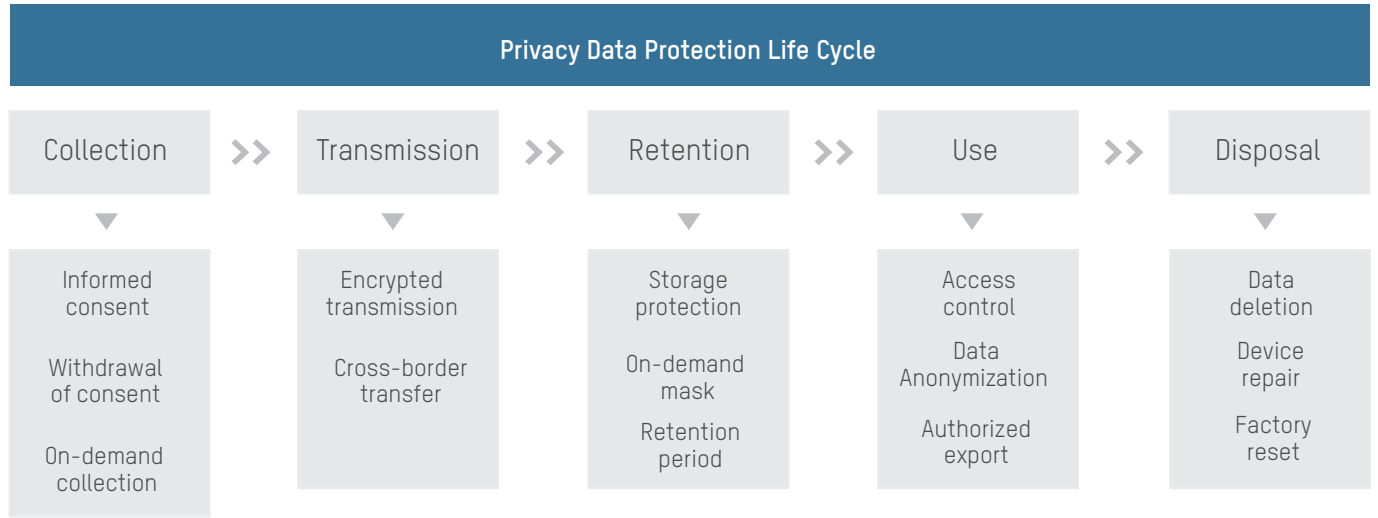 Privacy Data Protection Life Cycle
Collection
Transmission
Retention
Use
Disposal
Informed
consent
Withdrawal
of consent
On-demand
collection
Encrypted
transmission
Cross-border
transfer
Storage
protection
On-demand
mask
Retention
period
Access
control
Data
Anonymization
Authorized
export
Data
deletion
Device
repair
Factory
reset